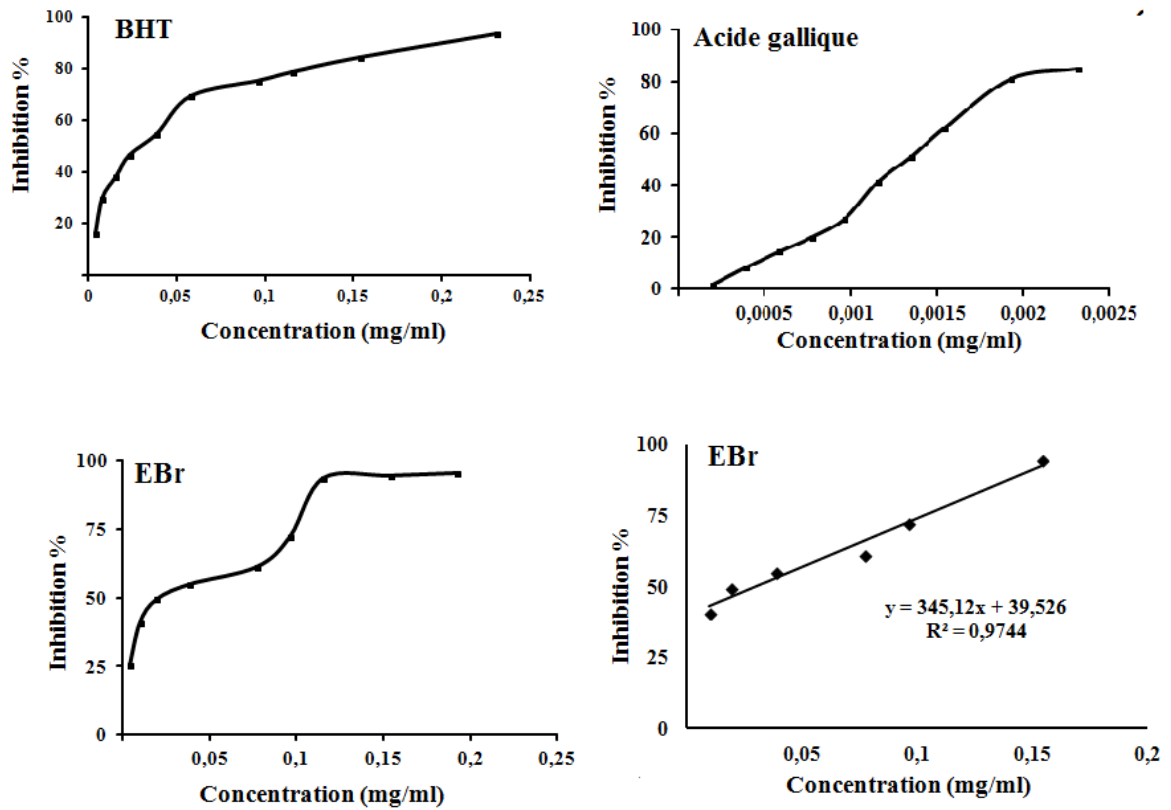 BHT
Inhibition %
100
80
60
40
20
0 0,05 0,1 0,15 0,2 0,25
Concentration (mg/ml)
Acide gallique
Inhibition %
100
80
60
40
20
0
0,0005 0,001 0,0015 0,002 0,0025
Concentration (mg/ml)
EBr
Inhibition %
100
75
50
25
0
0,05 0,1 0,15 0,2 0,25
Concentration (mg/ml)
EBr
Inhibition %
100
75
50
25
0
y = 345,12x + 39,526
R² = 0,9744
0,05 0,1 0,15 0,2
Concentration (mg/ml)